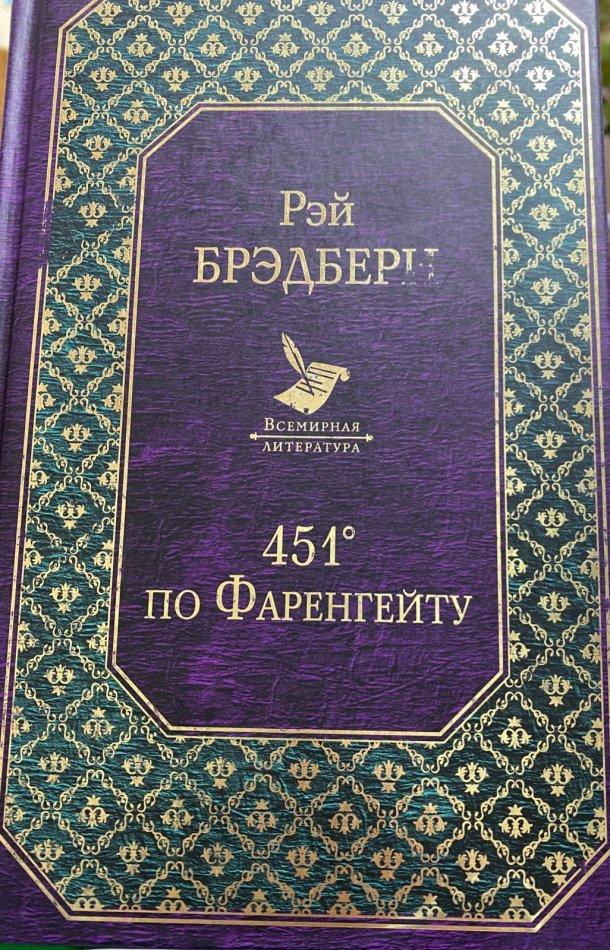 Рэй
БРЭДБЕРИ
Всемирная
литература
451°
по Фаренгейту